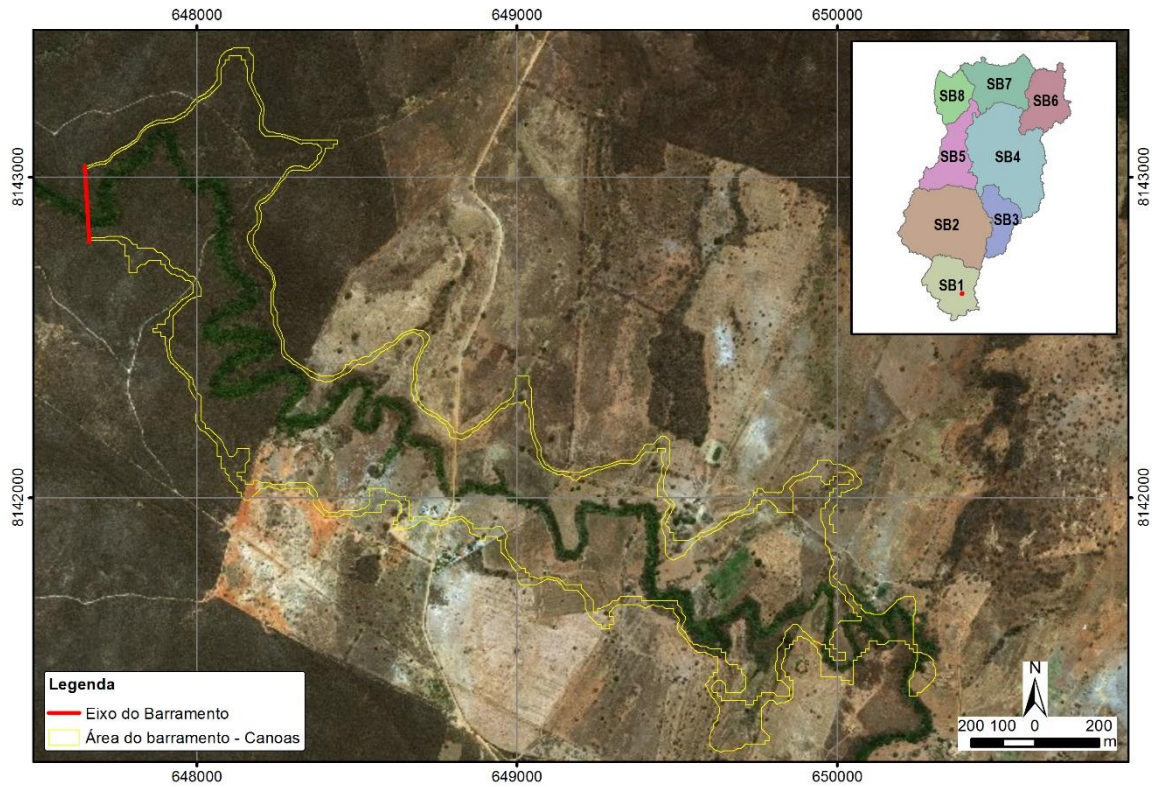 648000 649000 650000
SB7
SB8
SB6
SB5
SB4
SB2
SB3
SB1
8143000 8143000
8142000 8142000
Legenda
Eixo do Barramento
Área do barramento - Canoas
N
200 100 0 200
m
648000 649000 650000